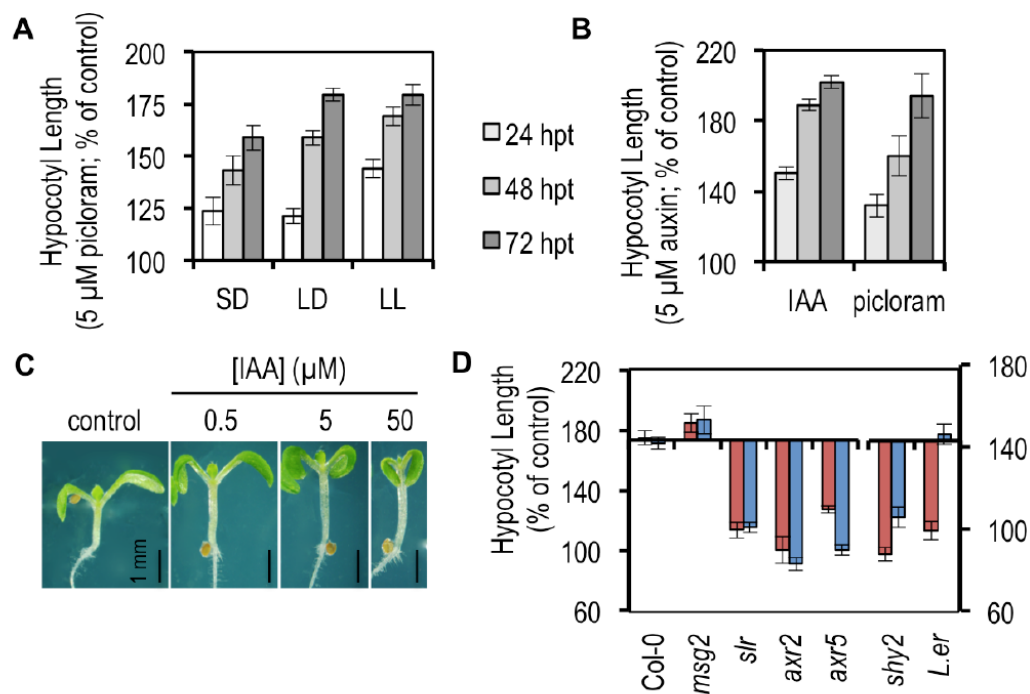 A
Hypocotyl Length
(5 µM picloram; % of control)
200
175
150
125
100
SD LD LL
24 hpt
48 hpt
72 hpt
B
Hypocotyl Length
(5 µM auxin; % of control)
220
180
140
100
IAA picloram
C
[IAA] (µM)
control 0.5 5 50
1 mm
D
Hypocotyl Length
(% of control)
220
180
140
100
60
180
140
100
60
Col-0 msg2 slr axr2 axr5 shy2 L.er